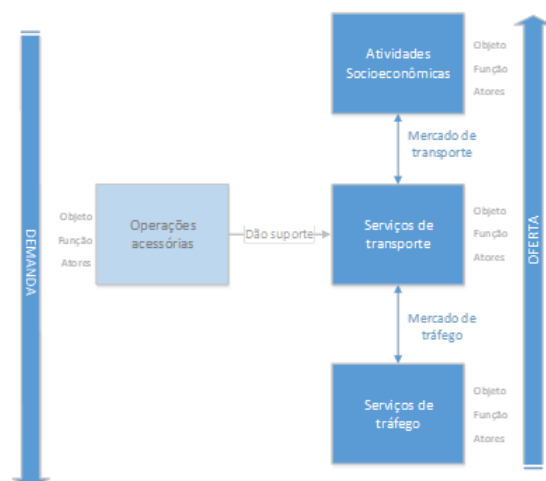 Atividades
Socioeconômicas
Objeto
Função
Atores
Mercado de
transporte
Objeto
Função
Atores
Operações
acessórias
Dão suporte
Serviços de
transporte
Objeto
Função
Atores
DEMANDA
OFERTA
Mercado de
tráfego
Serviços de
tráfego
Objeto
Função
Atores